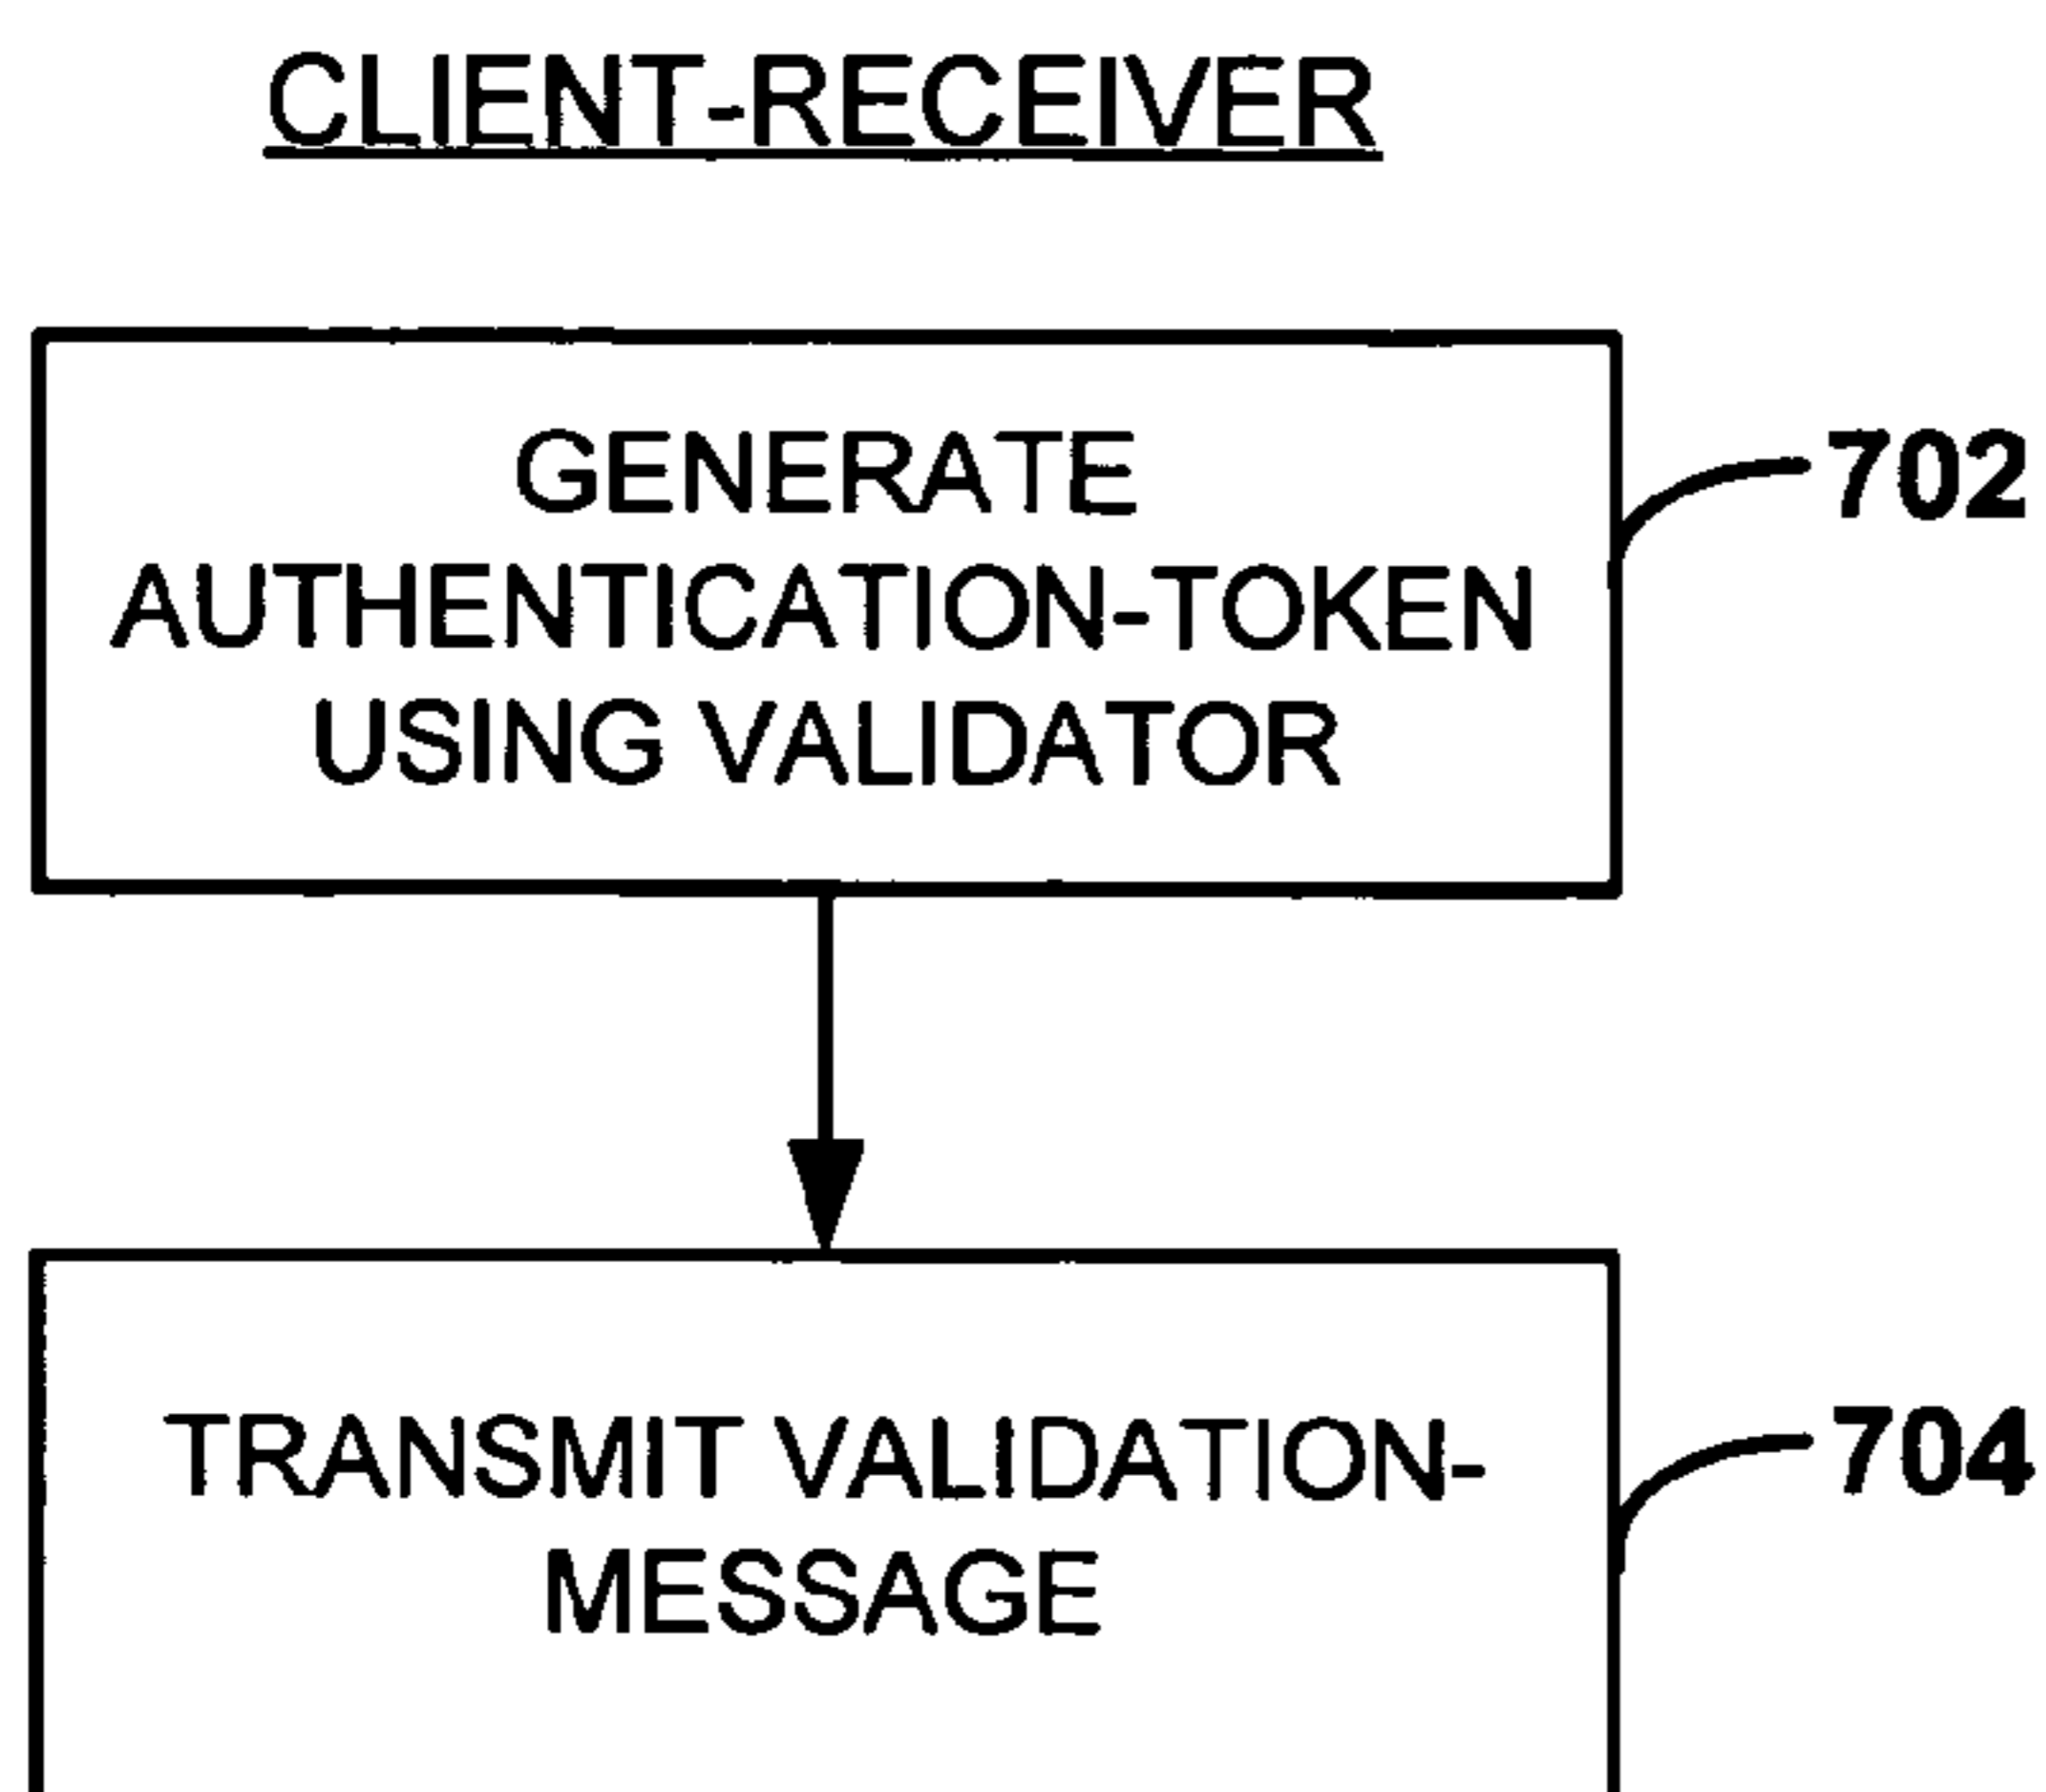 CLIENT-RECEIVER
GENERATE
AUTHENTICATION-TOKEN
USING VALIDATOR
702
TRANSMIT VALIDATION-
MESSAGE
704